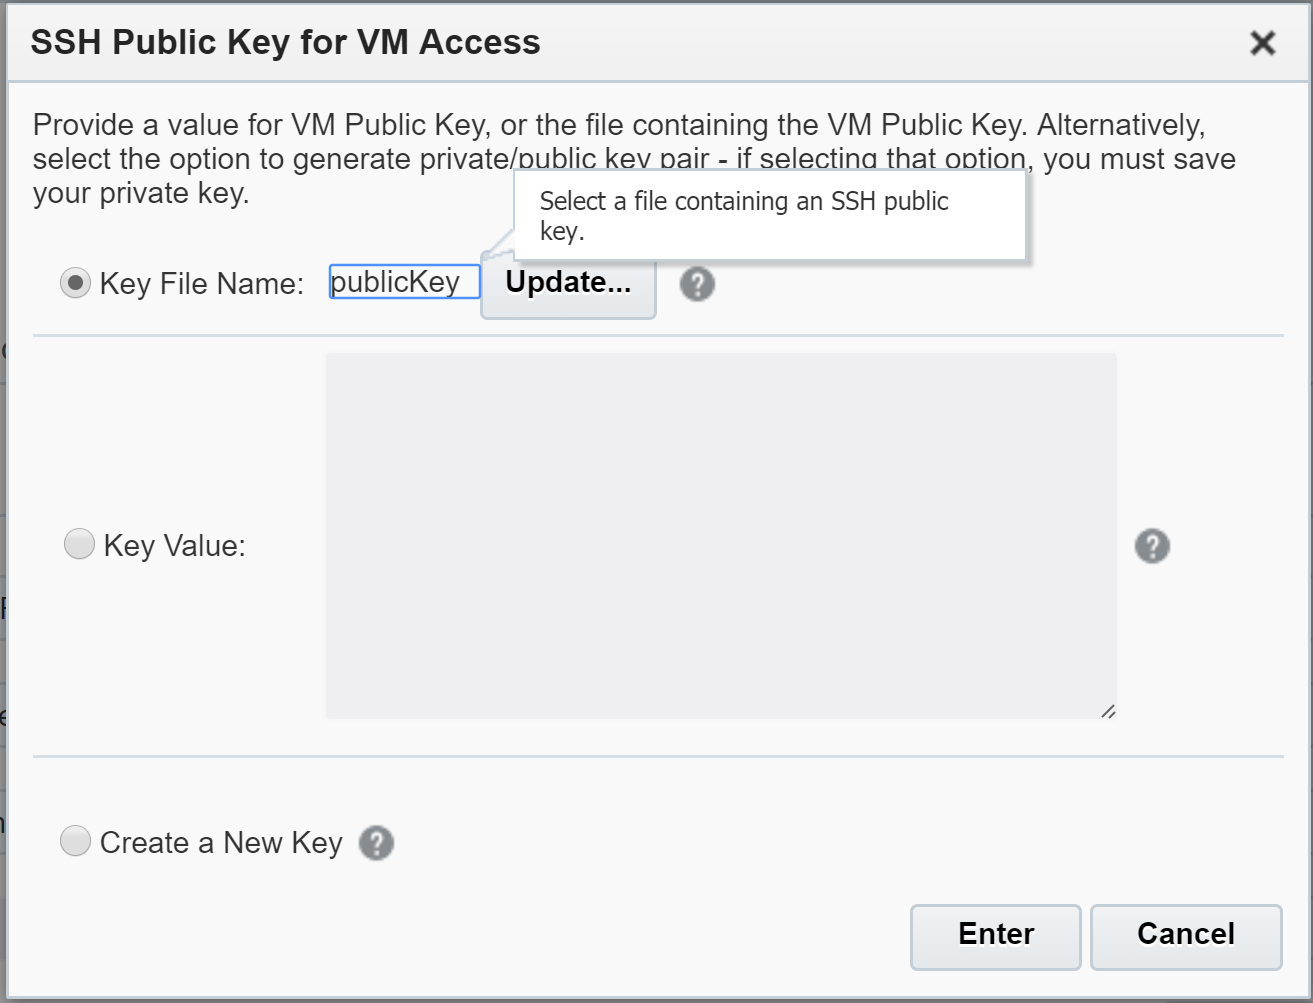 SSH Public Key for VM Access
Provide a value for VM Public Key, or the file containing the VM Public Key. Alternatively,
select the option to generate private/public key pair - if selecting that option, you must save
your private key.
Select a file containing an SSH public
key.
Key File Name: publicKey Update... ?
Key Value: ?
Create a New Key ?
Enter Cancel